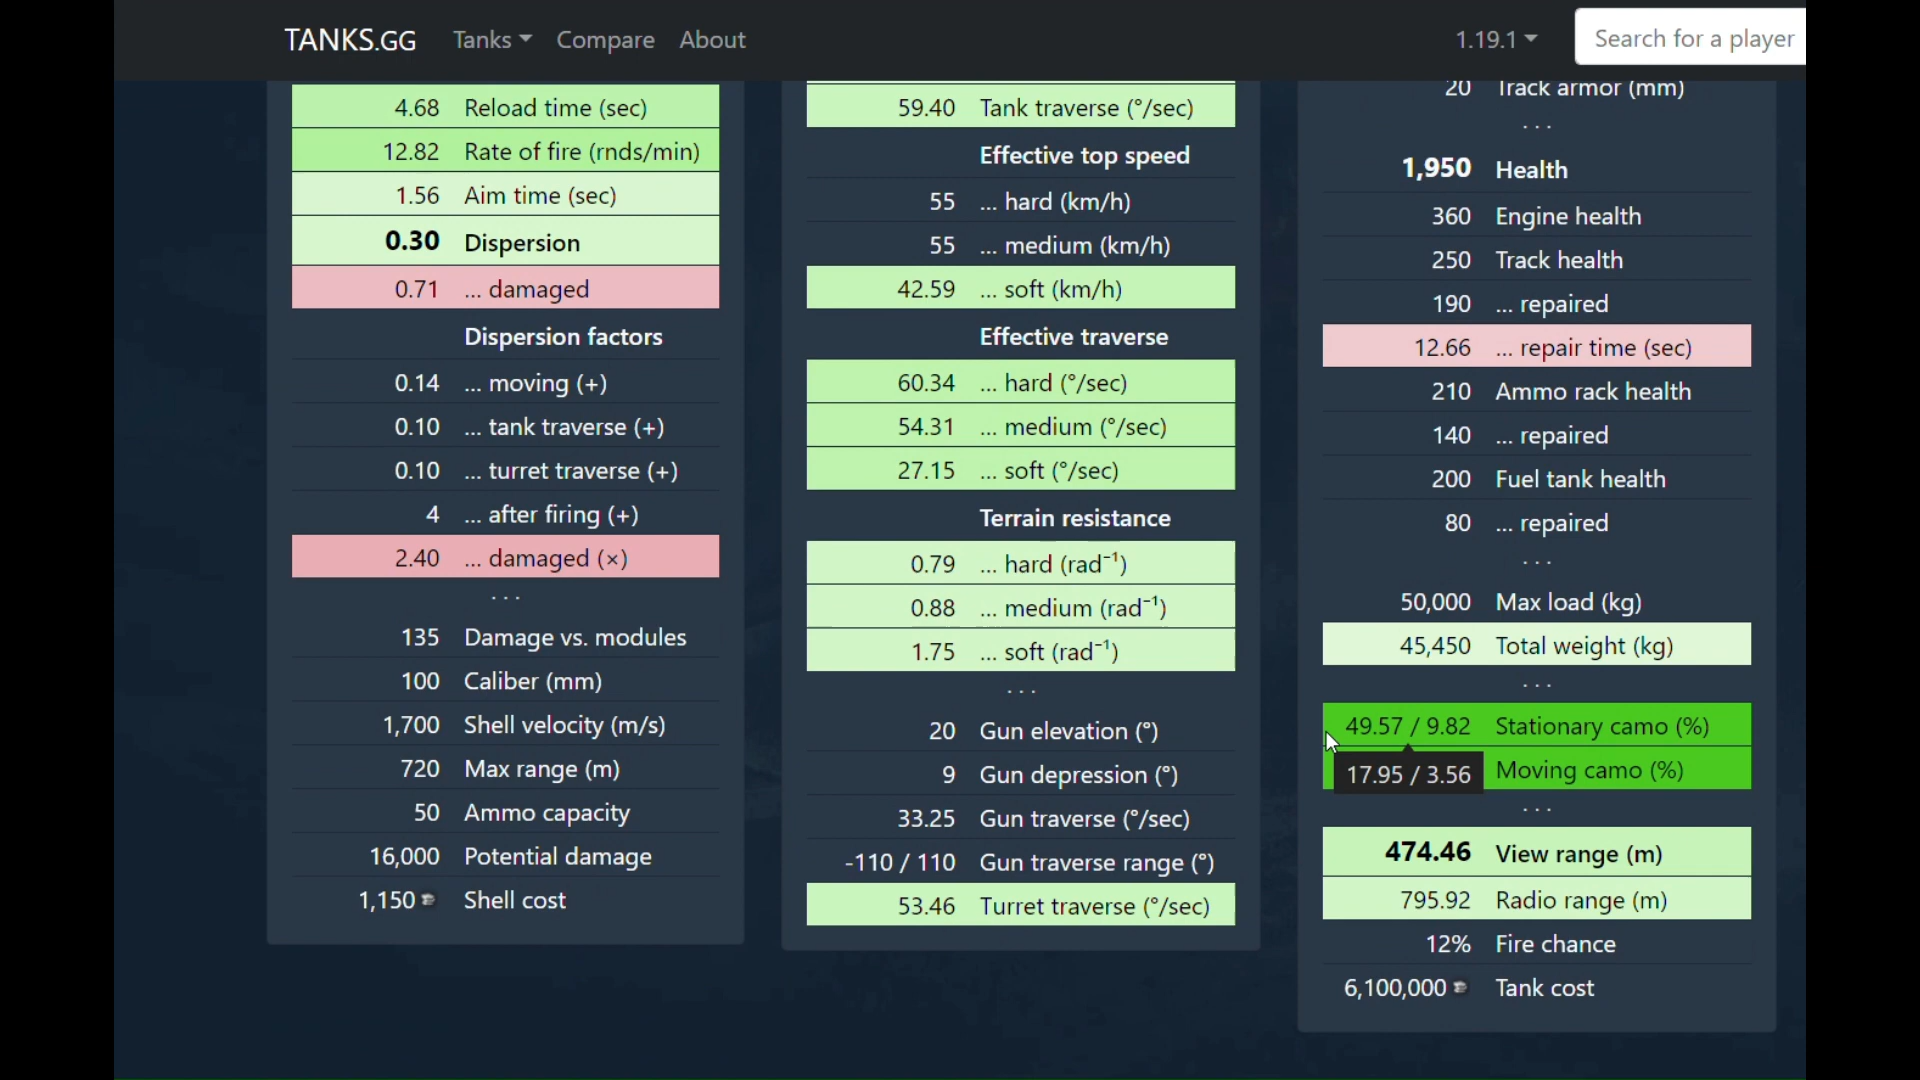 TANKS.GG Tanks Compare About 1.19.1 Search for a player
4.68 Reload time (sec)
12.82 Rate of fire (rnds/min)
1.56 Aim time (sec)
0.30 Dispersion
0.71 ... damaged
Dispersion factors
0.14 ... moving (+)
0.10 ... tank traverse (+)
0.10 ... turret traverse (+)
4 ... after firing (+)
2.40 ... damaged (×)
...
135 Damage vs. modules
100 Caliber (mm)
1,700 Shell velocity (m/s)
720 Max range (m)
50 Ammo capacity
16,000 Potential damage
1,150 Shell cost
59.40 Tank traverse (°/sec)
Effective top speed
55 ... hard (km/h)
55 ... medium (km/h)
42.59 ... soft (km/h)
Effective traverse
60.34 ... hard (°/sec)
54.31 ... medium (°/sec)
27.15 ... soft (°/sec)
Terrain resistance
0.79 ... hard (rad⁻¹)
0.88 ... medium (rad⁻¹)
1.75 ... soft (rad⁻¹)
...
20 Gun elevation (°)
9 Gun depression (°)
33.25 Gun traverse (°/sec)
-110 / 110 Gun traverse range (°)
53.46 Turret traverse (°/sec)
20 Track armor (mm)
...
1,950 Health
360 Engine health
250 Track health
190 ... repaired
12.66 ... repair time (sec)
210 Ammo rack health
140 ... repaired
200 Fuel tank health
80 ... repaired
...
50,000 Max load (kg)
45,450 Total weight (kg)
...
49.57 / 9.82 Stationary camo (%)
17.95 / 3.56 Moving camo (%)
...
474.46 View range (m)
795.92 Radio range (m)
12% Fire chance
6,100,000 Tank cost